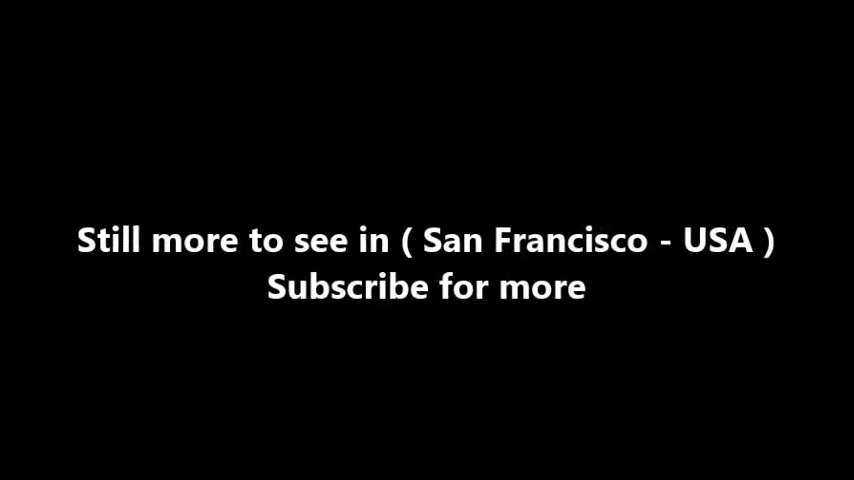 Still more to see in ( San Francisco - USA )
Subscribe for more